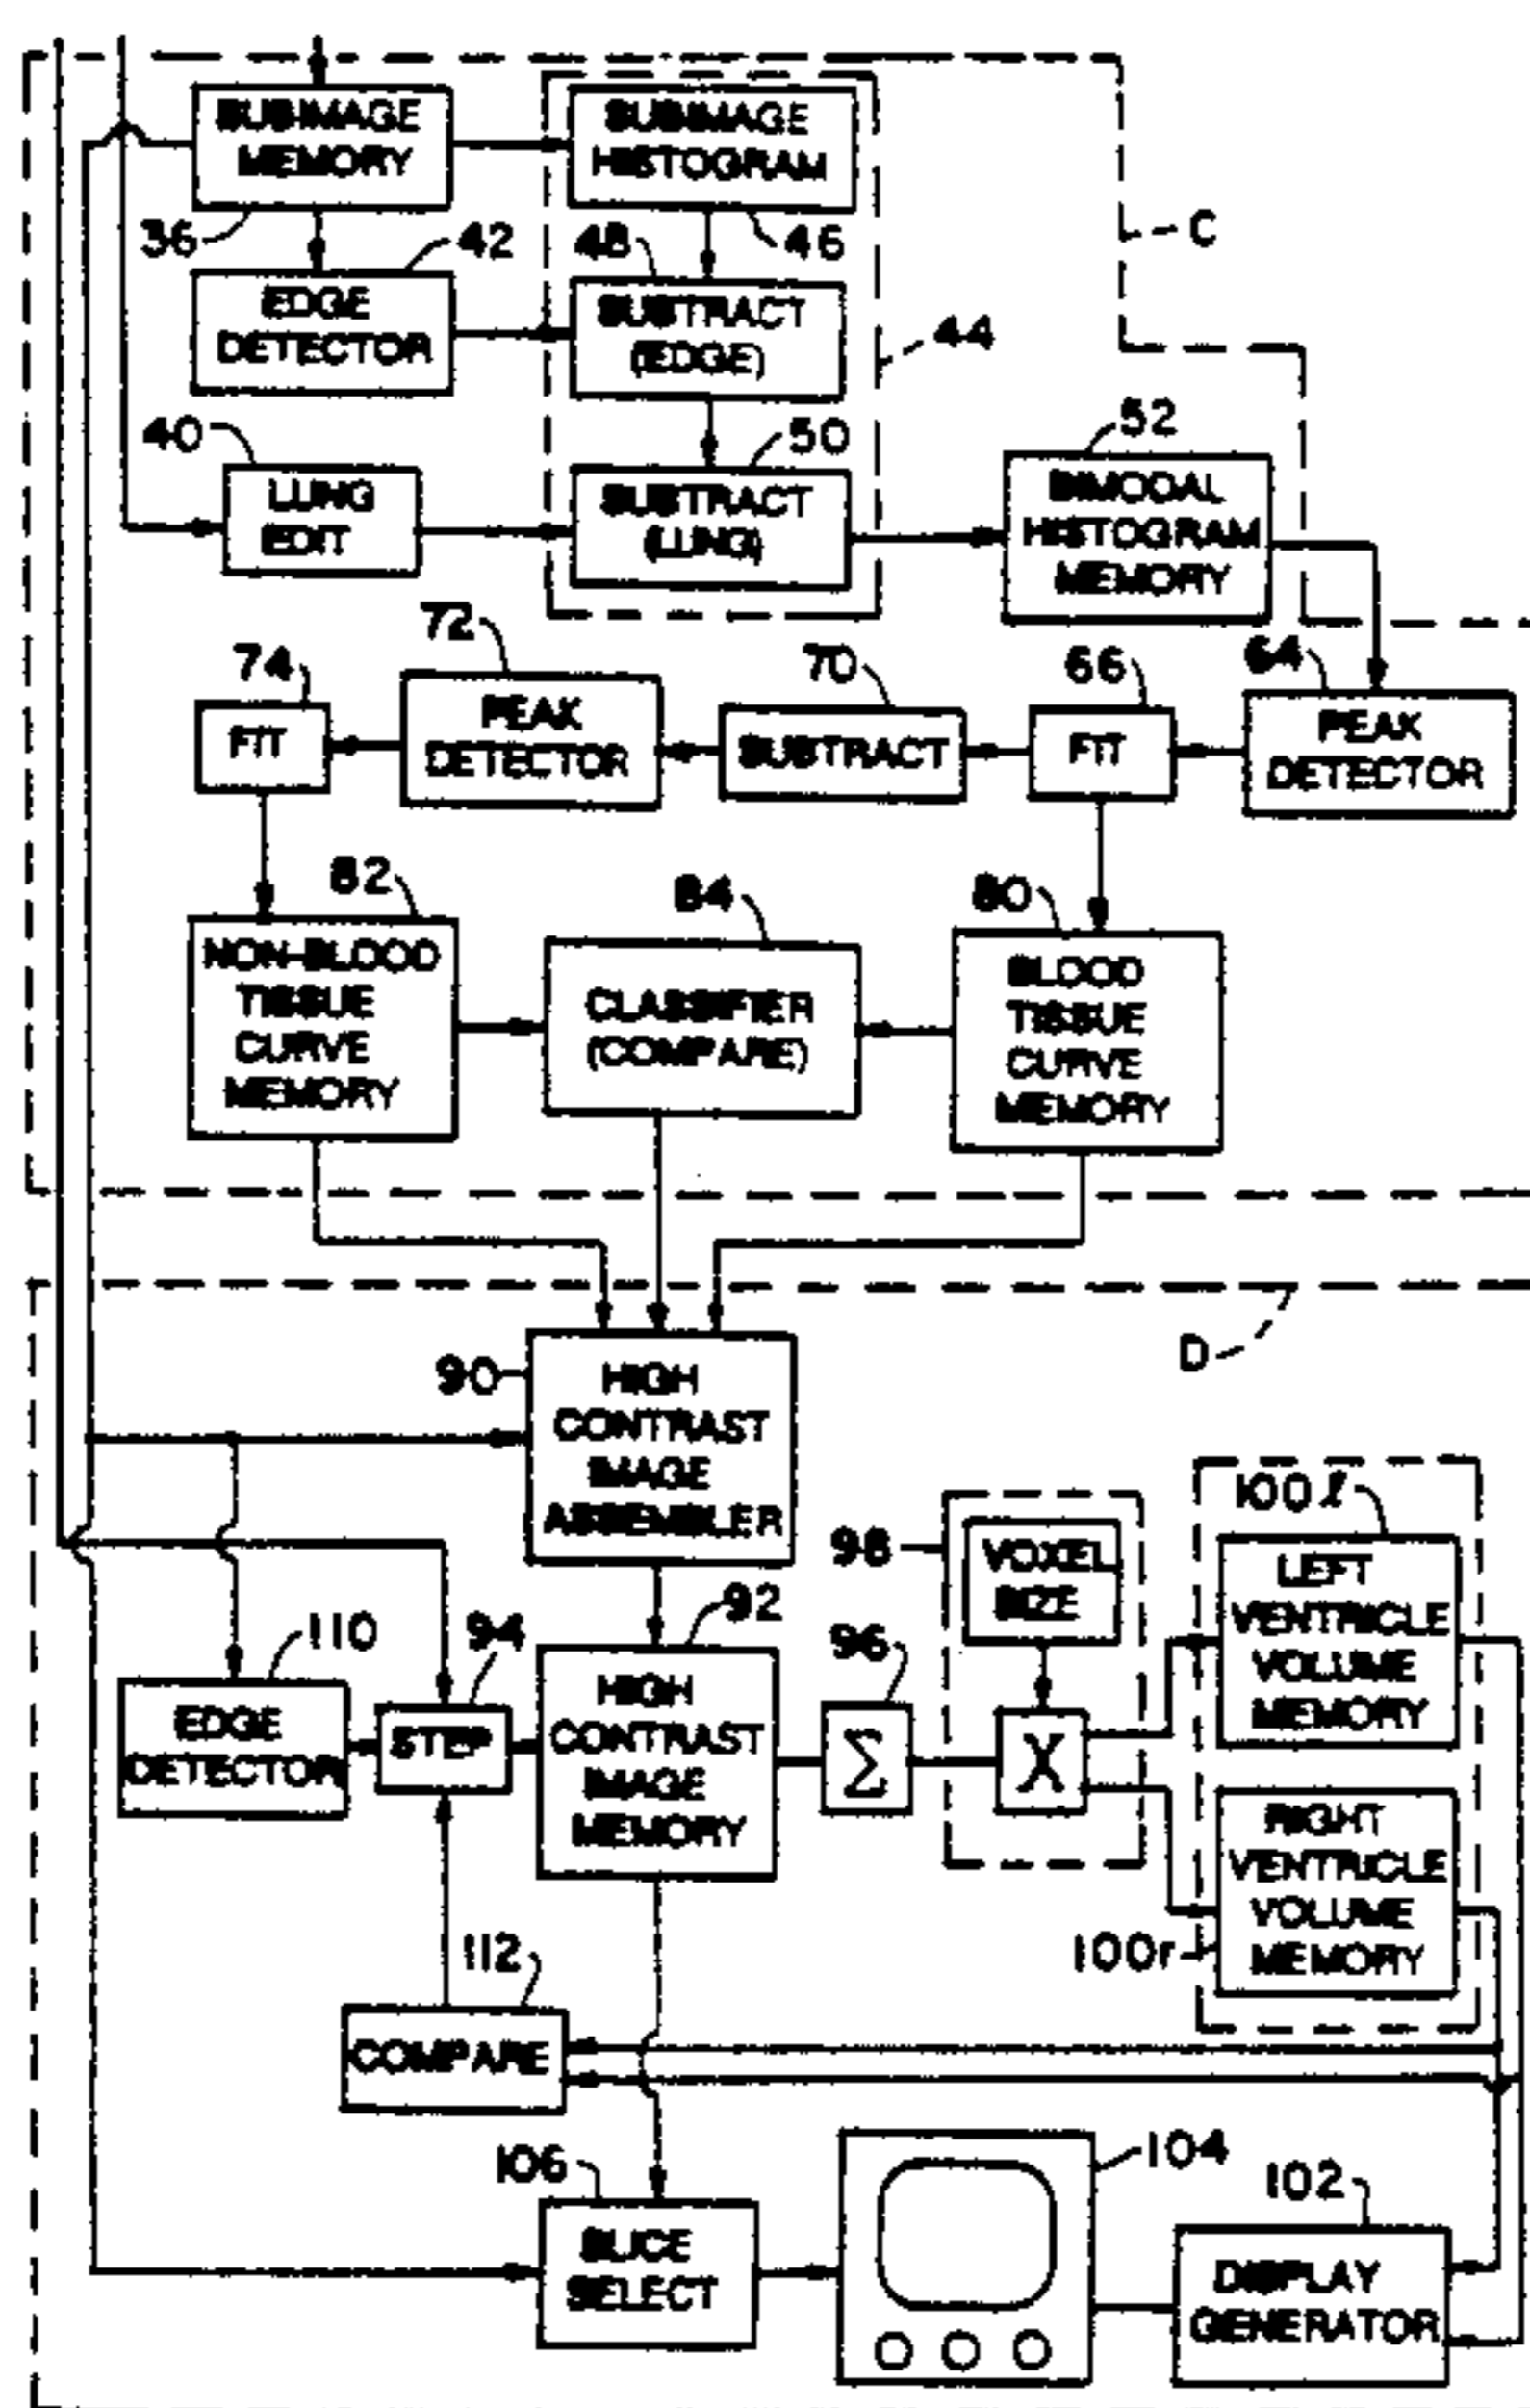 SUBIMAGE
MEMORY
SUBIMAGE
HISTOGRAM
36
42
48
46
C
EDGE
DETECTOR
SUBTRACT
(EDGE)
44
40
50
52
LUNG
EDIT
SUBTRACT
(LUNG)
BIMODAL
HISTOGRAM
MEMORY
74
72
70
66
64
FIT
PEAK
DETECTOR
SUBTRACT
FIT
PEAK
DETECTOR
82
84
80
NON-BLOOD
TISSUE
CURVE
MEMORY
CLASSIFIER
(COMPARE)
BLOOD
TISSUE
CURVE
MEMORY
D
90
HIGH
CONTRAST
IMAGE
ASSEMBLER
98
VOXEL
SIZE
100ℓ
LEFT
VENTRICLE
VOLUME
MEMORY
110
94
92
96
EDGE
DETECTOR
STEP
HIGH
CONTRAST
IMAGE
MEMORY
Σ
X
RIGHT
VENTRICLE
VOLUME
MEMORY
100r
112
COMPARE
106
104
102
SLICE
SELECT
DISPLAY
GENERATOR